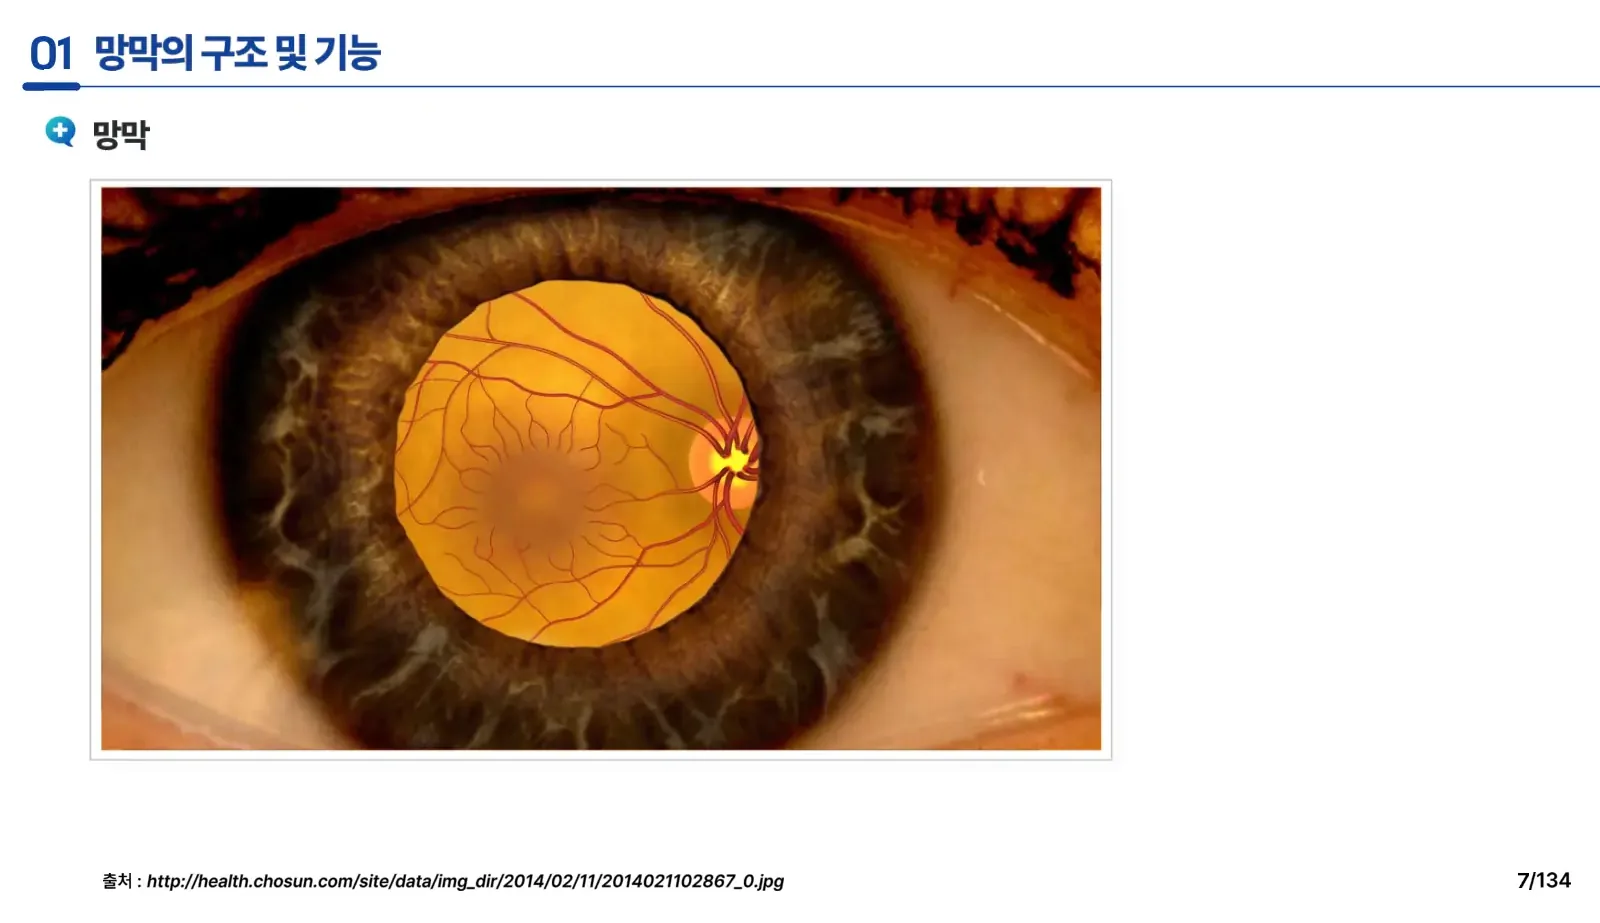 01 망막의 구조 및 기능
망막
출처 : http://health.chosun.com/site/data/img_dir/2014/02/11/2014021102867_0.jpg
7/134